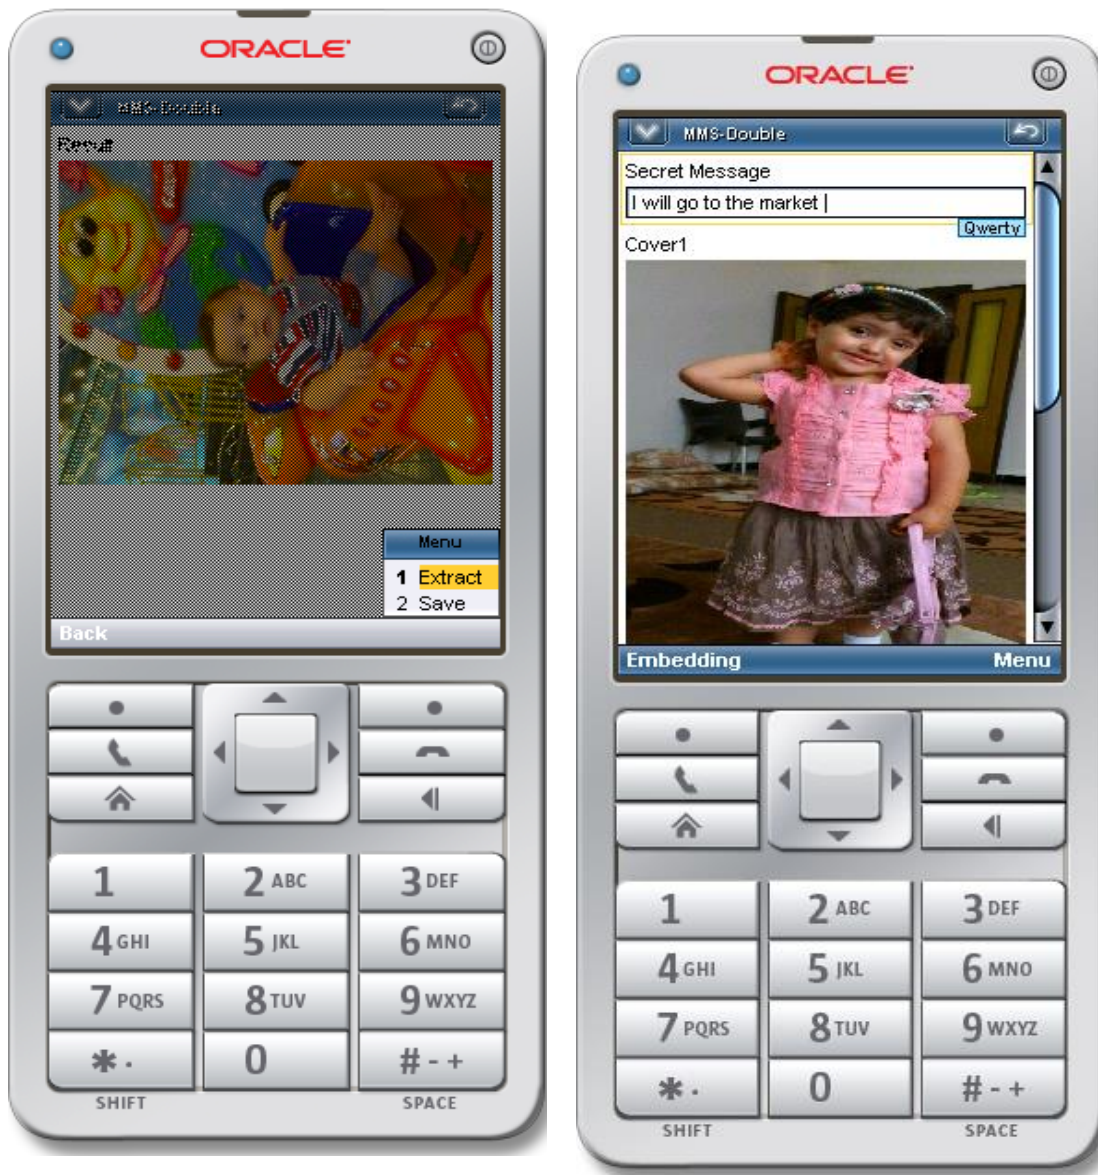 ORACLE
MMS-Double
Result
Menu
1 Extract
2 Save
Back
1
2 ABC
3 DEF
4 GHI
5 JKL
6 MNO
7 PQRS
8 TUV
9 WXYZ
* .
0
# - +
SHIFT
SPACE
ORACLE
MMS-Double
Secret Message
I will go to the market
Qwerty
Cover1
Embedding
Menu
1
2 ABC
3 DEF
4 GHI
5 JKL
6 MNO
7 PQRS
8 TUV
9 WXYZ
* .
0
# - +
SHIFT
SPACE